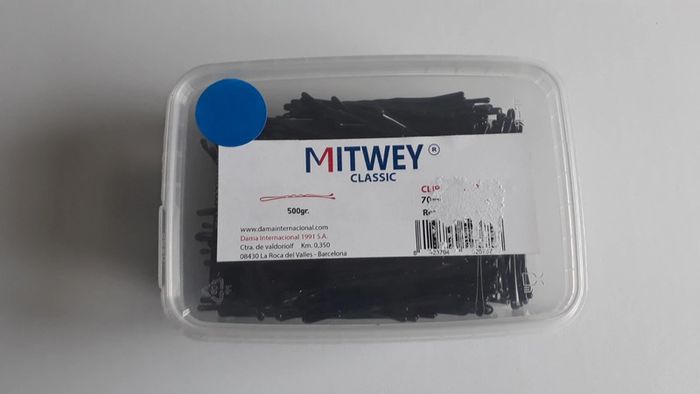 MITWEY®
CLASSIC
500gr.
CLIP
www.damainternacional.com
Dama Internacional 1991 S.A.
Ctra. de valdoriolf Km. 0,350
08430 La Roca del Valles - Barcelona